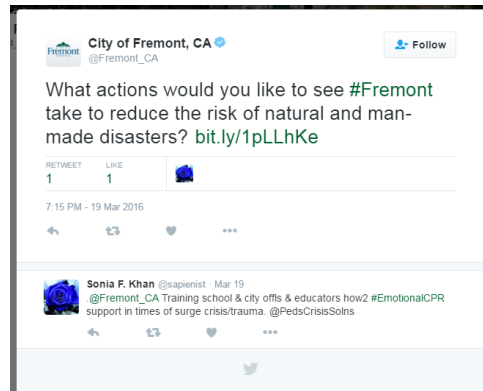 Fremont
City of Fremont, CA
@Fremont_CA
Follow
What actions would you like to see #Fremont
take to reduce the risk of natural and man-
made disasters? bit.ly/1pLLhKe
RETWEET LIKE
1 1
7:15 PM - 19 Mar 2016
Sonia F. Khan @sapienist · Mar 19
.@Fremont_CA Training school & city offls & educators how2 #EmotionalCPR
support in times of surge crisis/trauma. @PedsCrisisSolns